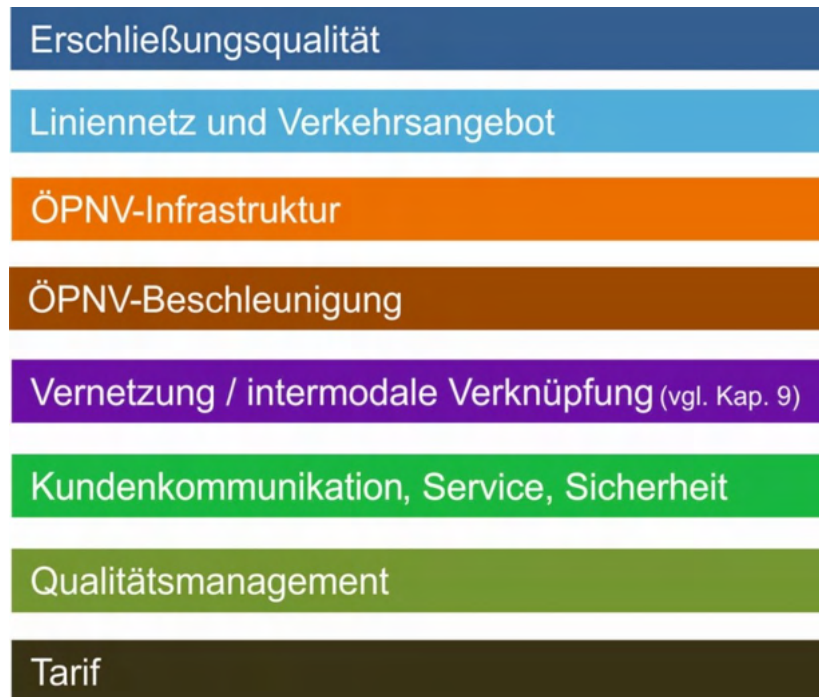 Erschließungsqualität
Liniennetz und Verkehrsangebot
ÖPNV-Infrastruktur
ÖPNV-Beschleunigung
Vernetzung / intermodale Verknüpfung (vgl. Kap. 9)
Kundenkommunikation, Service, Sicherheit
Qualitätsmanagement
Tarif